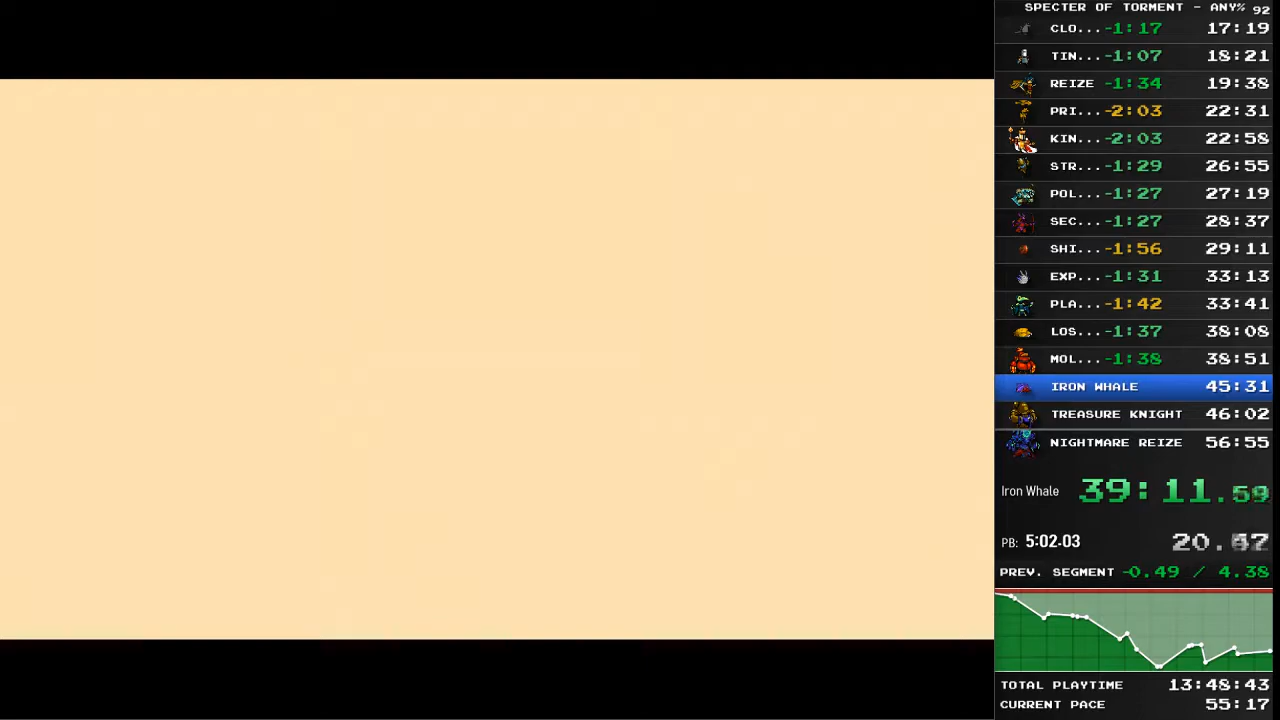 SPECTER OF TORMENT - ANY% 92
CLO... -1:17 17:19
TIN... -1:07 18:21
REIZE -1:34 19:38
PRI... -2:03 22:31
KIN... -2:03 22:58
STR... -1:29 26:55
POL... -1:27 27:19
SEC... -1:27 28:37
SHI... -1:56 29:11
EXP... -1:31 33:13
PLA... -1:42 33:41
LOS... -1:37 38:08
MOL... -1:38 38:51
IRON WHALE 45:31
TREASURE KNIGHT 46:02
NIGHTMARE REIZE 56:55
Iron Whale 39:11.59
PB: 5:02.03 20.
PREV. SEGMENT -0.49 / 4.38
TOTAL PLAYTIME 13:48:43
CURRENT PACE 55:17